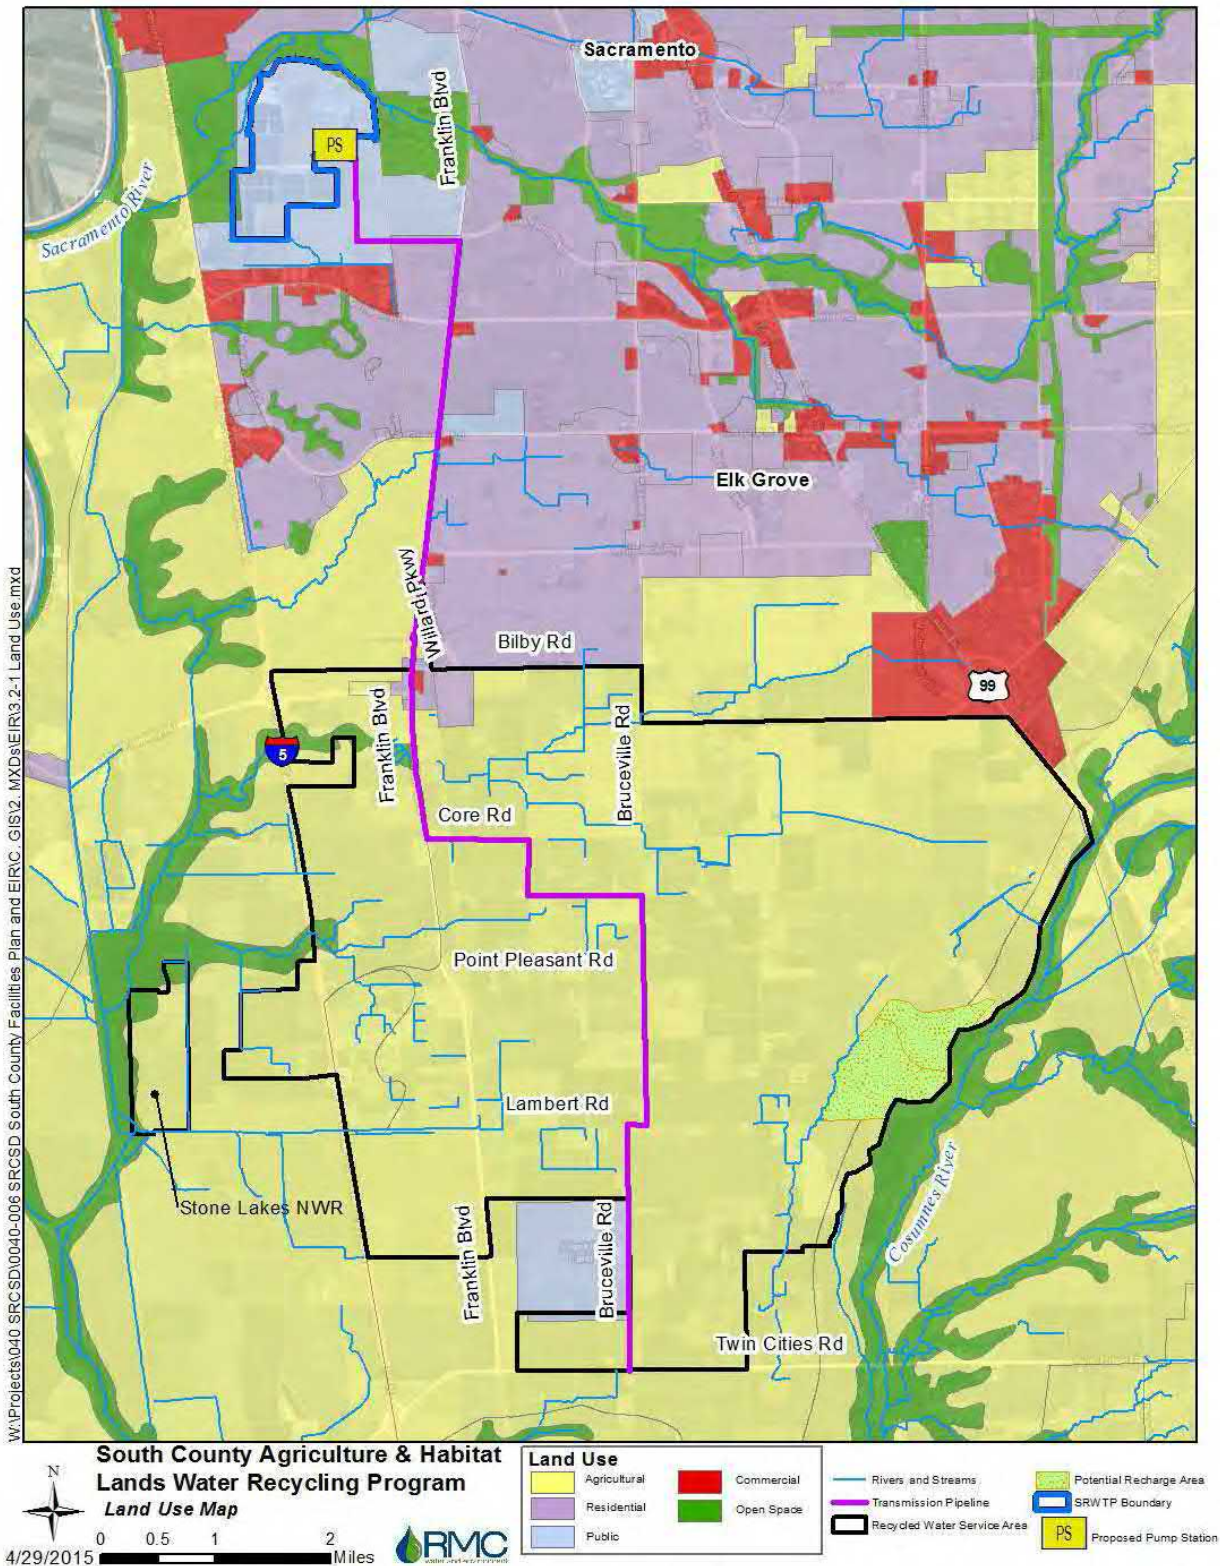 Sacramento
Franklin Blvd
PS
Sacramento River
Elk Grove
Willard Pkwy
Bilby Rd
99
Franklin Blvd
Bruceville Rd
5
Core Rd
Point Pleasant Rd
Lambert Rd
Stone Lakes NWR
Cosumnes River
Franklin Blvd
Bruceville Rd
Twin Cities Rd
W:\Projects\040 SRCSD\0040-006 SRCSD South County Facilities Plan and EIR\C. GIS\2. MXDs\EIR\3.2-1 Land Use.mxd
N
South County Agriculture & Habitat
Lands Water Recycling Program
Land Use Map
0 0.5 1 2
Miles
4/29/2015
RMC
water and environment
Land Use
Agricultural
Residential
Public
Commercial
Open Space
Rivers and Streams
Transmission Pipeline
Recycled Water Service Area
Potential Recharge Area
SRWTP Boundary
PS
Proposed Pump Station